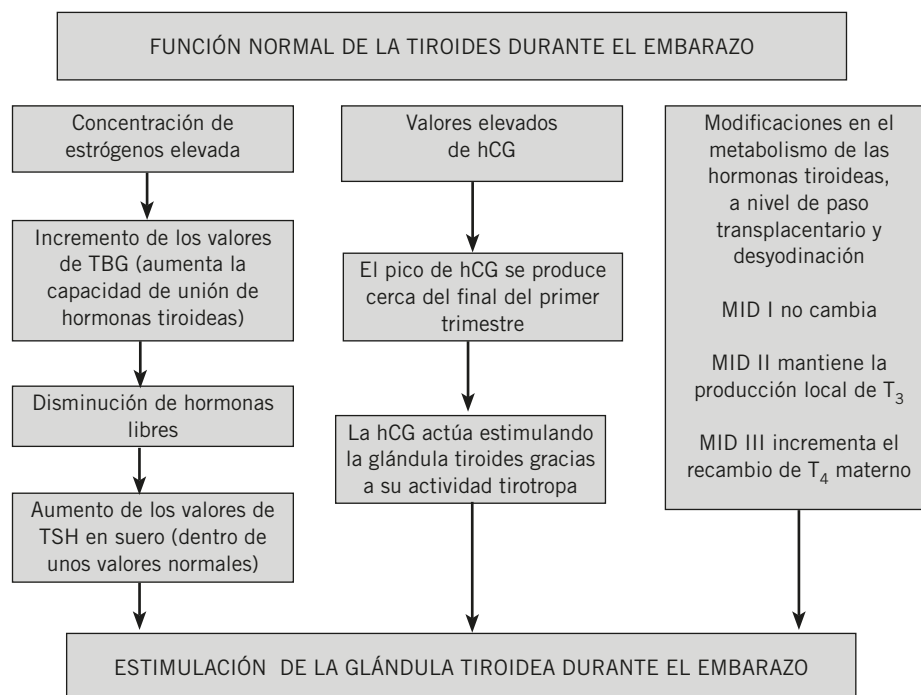 FUNCIÓN NORMAL DE LA TIROIDES DURANTE EL EMBARAZO
Concentración de
estrógenos elevada
Incremento de los valores
de TBG (aumenta la
capacidad de unión de
hormonas tiroideas)
Disminución de hormonas
libres
Aumento de los valores de
TSH en suero (dentro de
unos valores normales)
Valores elevados
de hCG
El pico de hCG se produce
cerca del final del primer
trimestre
La hCG actúa estimulando
la glándula tiroides gracias
a su actividad tirotropa
Modificaciones en el
metabolismo de las
hormonas tiroideas,
a nivel de paso
transplacentario y
desyodinación
MID I no cambia
MID II mantiene la
producción local de T3
MID III incrementa el
recambio de T4 materno
ESTIMULACIÓN DE LA GLÁNDULA TIROIDEA DURANTE EL EMBARAZO